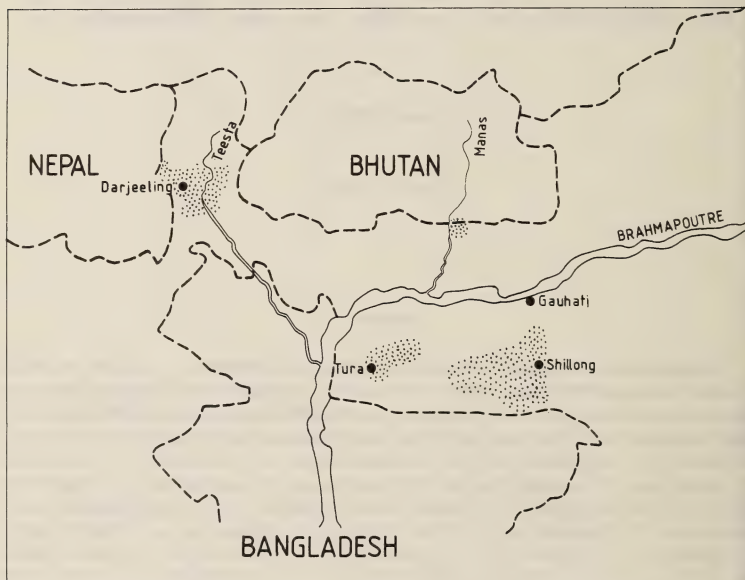 Teesta
Manas
NEPAL
BHUTAN
Darjeeling
BRAHMAPOUTRE
Gauhati
Tura
Shillong
BANGLADESH